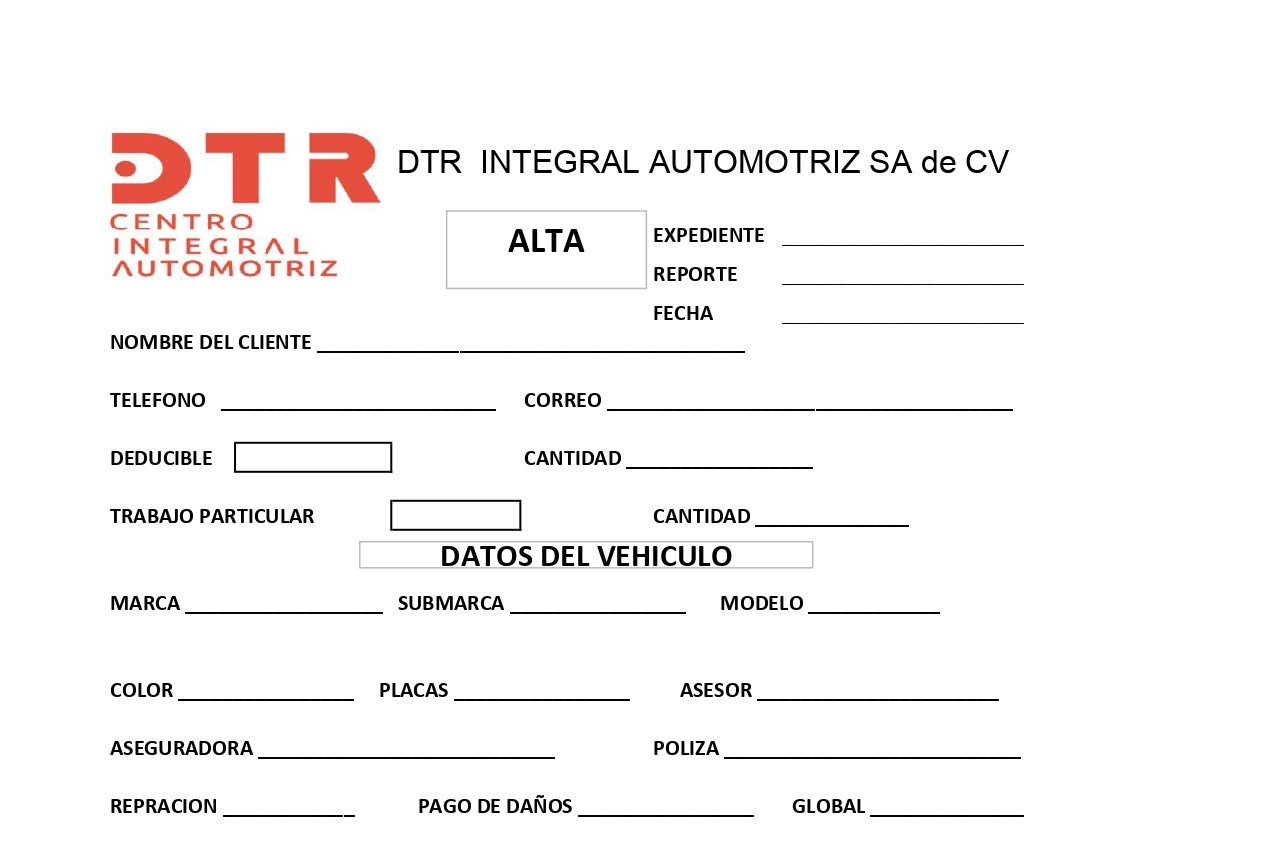 DTR
CENTRO
INTEGRAL
AUTOMOTRIZ
DTR INTEGRAL AUTOMOTRIZ SA de CV
ALTA
EXPEDIENTE
REPORTE
FECHA
NOMBRE DEL CLIENTE
TELEFONO CORREO
DEDUCIBLE CANTIDAD
TRABAJO PARTICULAR CANTIDAD
DATOS DEL VEHICULO
MARCA SUBMARCA MODELO
COLOR PLACAS ASESOR
ASEGURADORA POLIZA
REPRACION PAGO DE DAÑOS GLOBAL